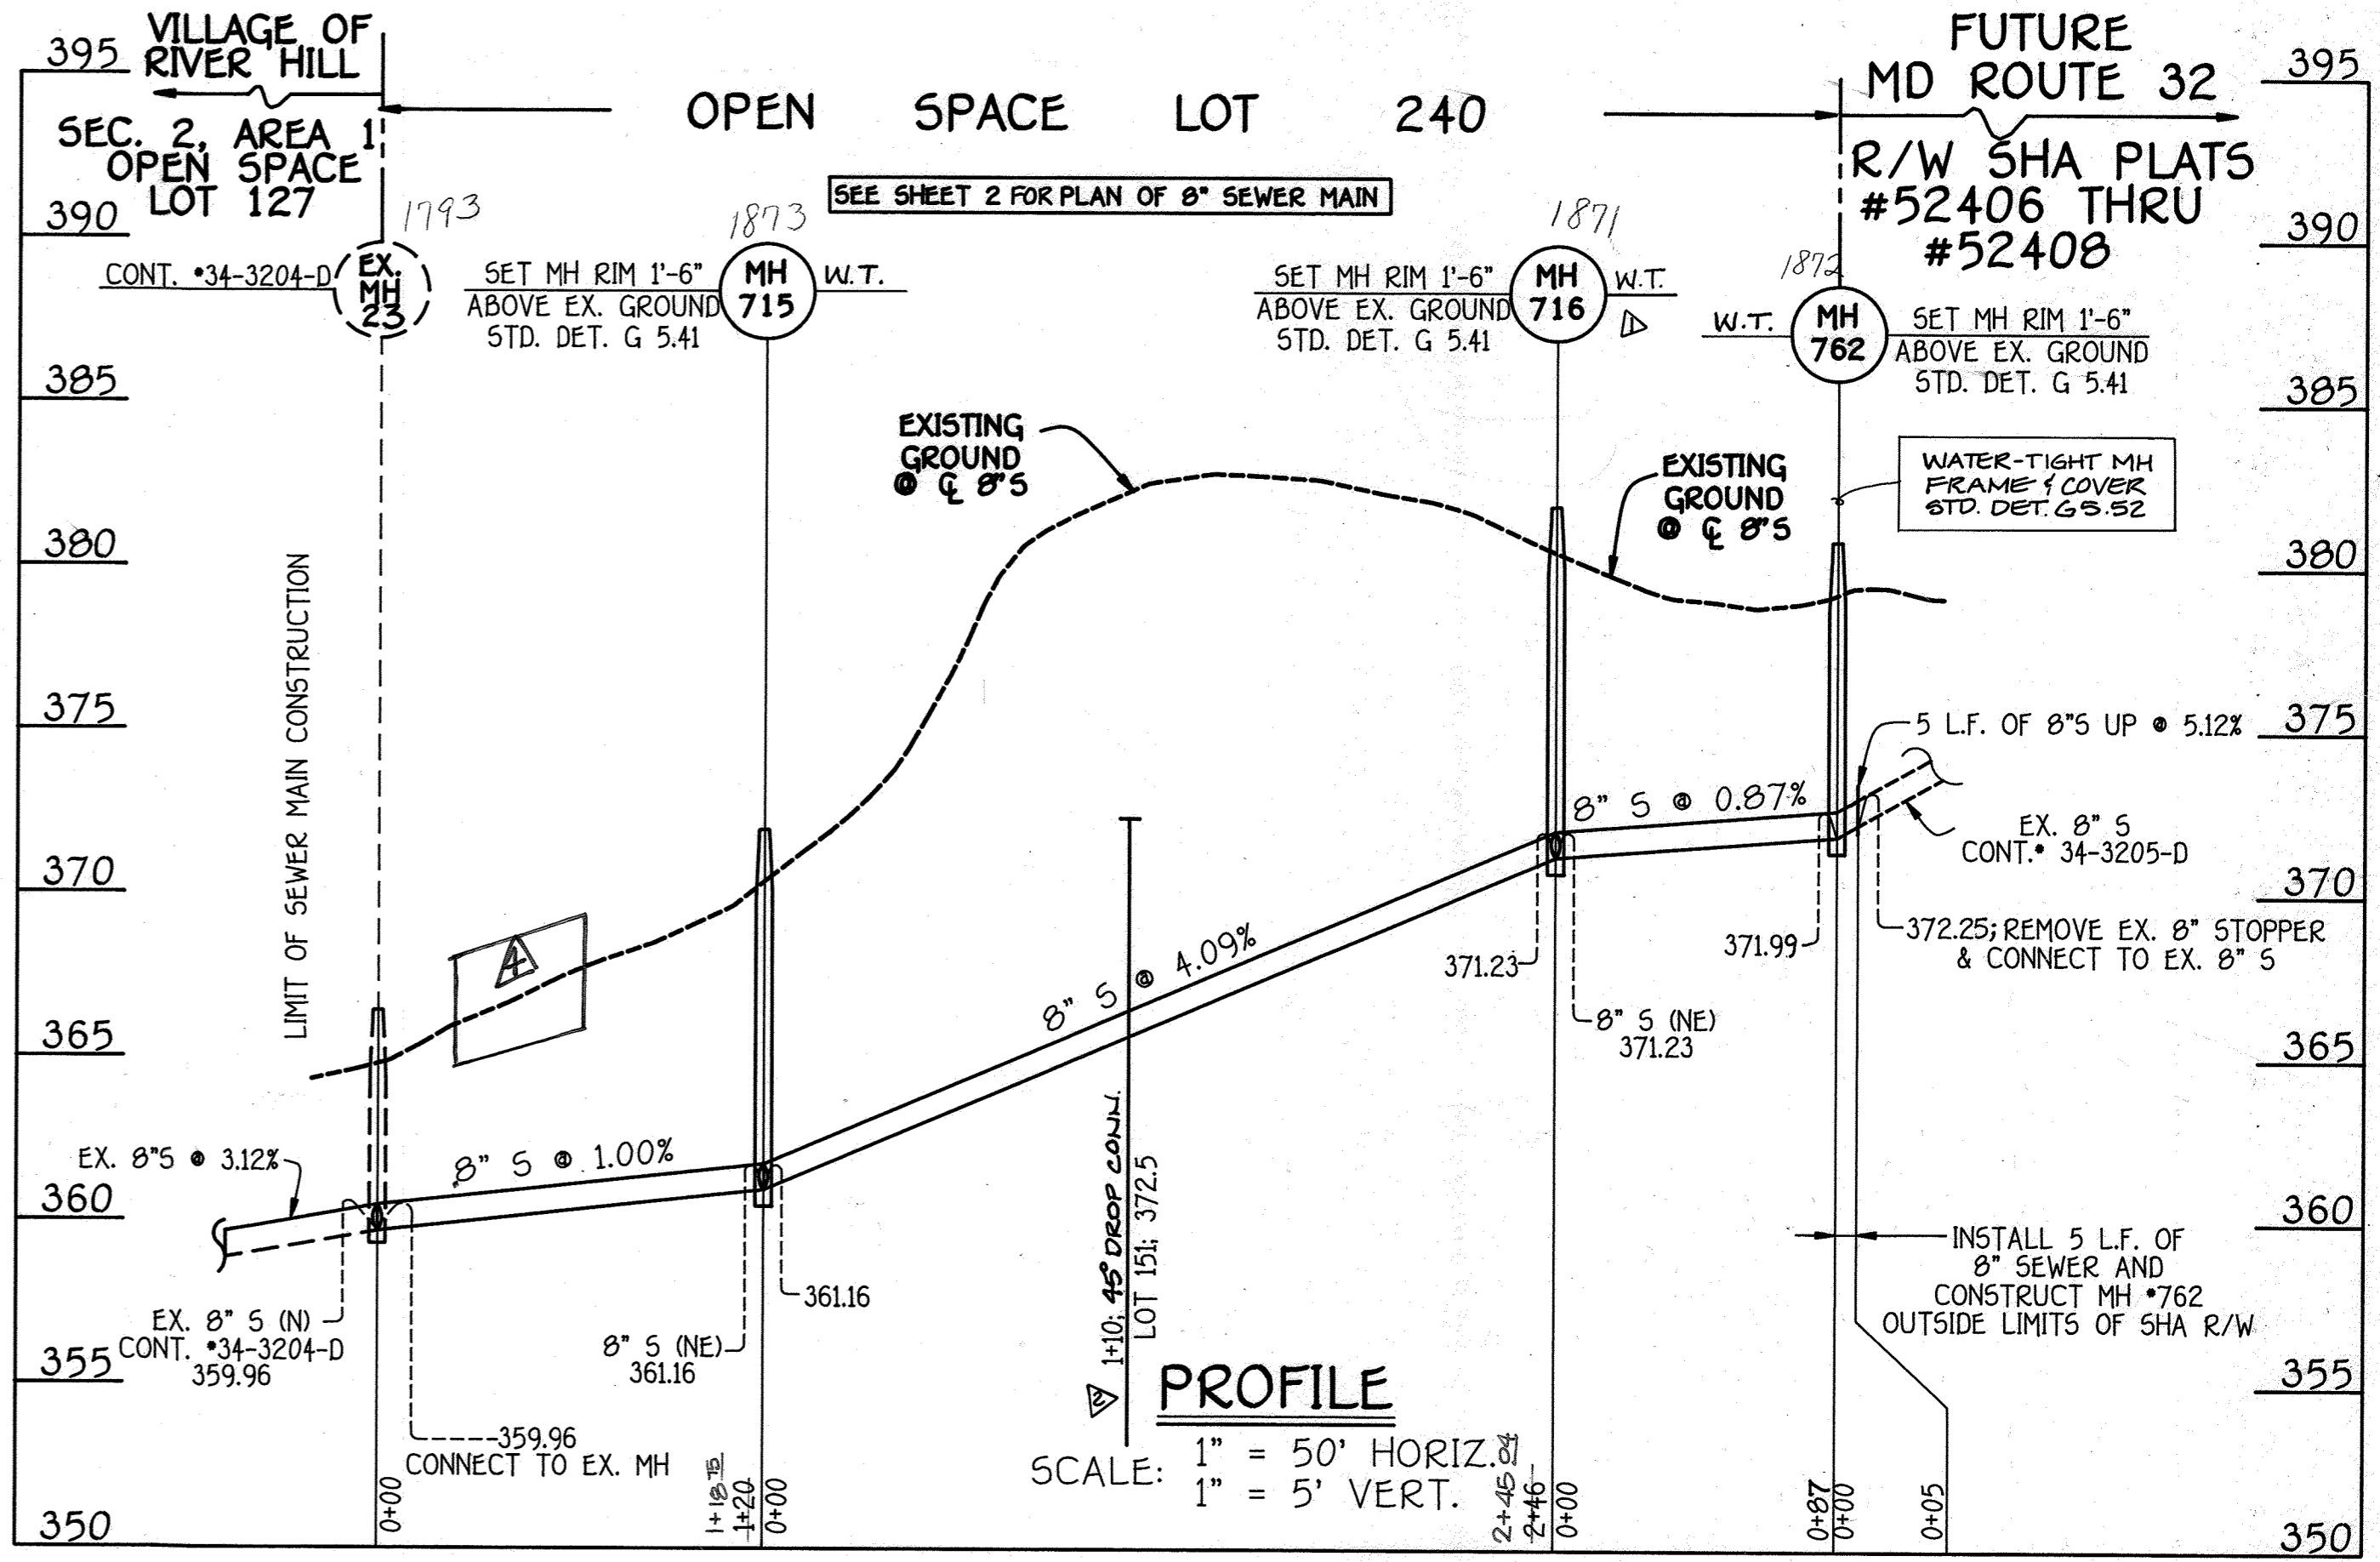 VILLAGE OF
RIVER HILL
SEC. 2, AREA 1
OPEN SPACE
LOT 127
OPEN SPACE LOT 240
FUTURE
MD ROUTE 32
R/W SHA PLATS
#52406 THRU
#52408
SEE SHEET 2 FOR PLAN OF 8" SEWER MAIN
395
390
385
380
375
370
365
360
355
350
395
390
385
380
375
370
365
360
355
350
1793
CONT. #34-3204-D
EX.
MH
23
1873
SET MH RIM 1'-6"
ABOVE EX. GROUND
STD. DET. G 5.41
MH
715
W.T.
1871
SET MH RIM 1'-6"
ABOVE EX. GROUND
STD. DET. G 5.41
MH
716
W.T.
1
1872
W.T.
MH
762
SET MH RIM 1'-6"
ABOVE EX. GROUND
STD. DET. G 5.41
WATER-TIGHT MH
FRAME & COVER
STD. DET. G5.52
EXISTING
GROUND
@ ℄ 8"S
EXISTING
GROUND
@ ℄ 8"S
LIMIT OF SEWER MAIN CONSTRUCTION
4
5 L.F. OF 8"S UP @ 5.12%
8" S @ 0.87%
EX. 8" S
CONT.# 34-3205-D
372.25; REMOVE EX. 8" STOPPER
& CONNECT TO EX. 8" S
371.99
371.23
8" S (NE)
371.23
8" S @ 4.09%
EX. 8"S @ 3.12%
8" S @ 1.00%
EX. 8" S (N)
CONT. #34-3204-D
359.96
359.96
CONNECT TO EX. MH
8" S (NE)
361.16
361.16
1+10; 45° DROP CONN.
LOT 151; 372.5
2
INSTALL 5 L.F. OF
8" SEWER AND
CONSTRUCT MH #762
OUTSIDE LIMITS OF SHA R/W
PROFILE
SCALE: 1" = 50' HORIZ.
1" = 5' VERT.
0+00
1+18.75
1+20
0+00
2+45.04
2+46
0+00
0+87
0+00
0+05